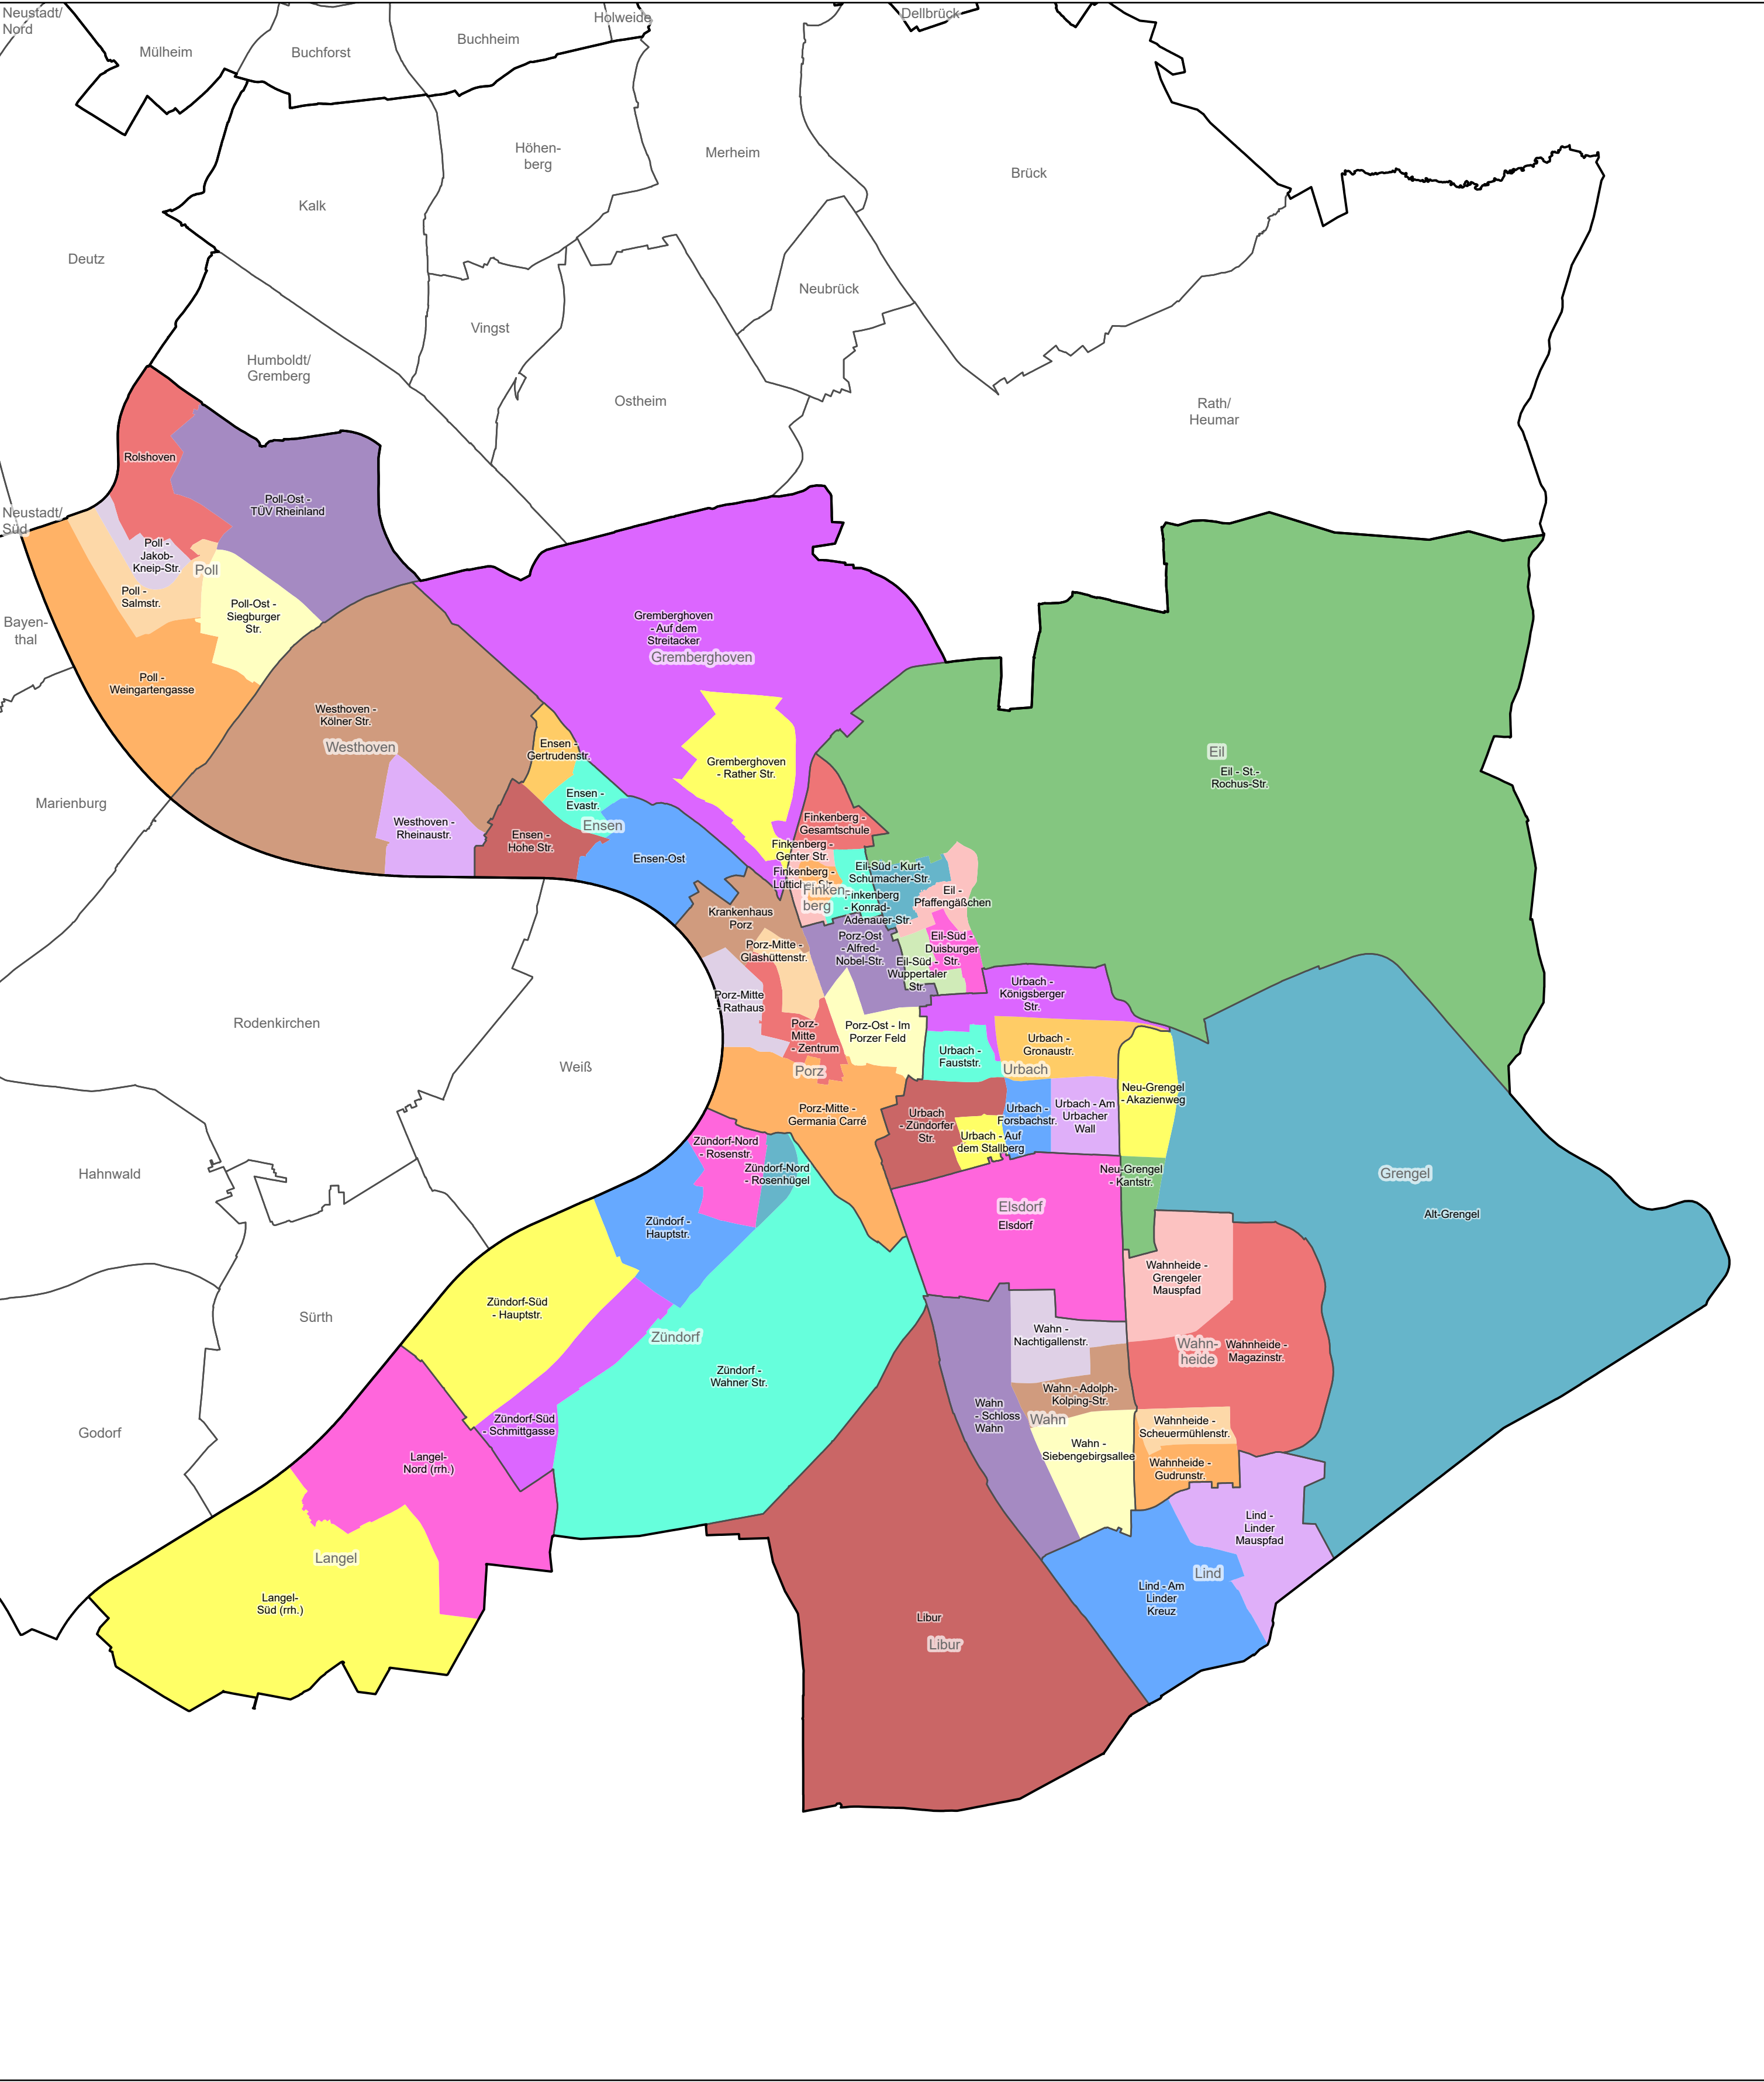 Neustadt/
Nord
Mülheim
Buchforst
Buchheim
Holweide
Dellbrück
Höhen-
berg
Merheim
Brück
Kalk
Deutz
Neubrück
Vingst
Humboldt/
Gremberg
Ostheim
Rath/
Heumar
Rolshoven
Poll-Ost -
TÜV Rheinland
Neustadt/
Süd
Poll -
Jakob-
Kneip-Str.
Poll
Poll -
Salmstr.
Poll-Ost -
Siegburger
Str.
Bayen-
thal
Poll -
Weingartengasse
Gremberghoven
- Auf dem
Streitacker
Gremberghoven
Westhoven -
Kölner Str.
Westhoven
Ensen -
Gertrudenstr.
Gremberghoven
- Rather Str.
Eil
Eil - St.-
Rochus-Str.
Marienburg
Ensen -
Evastr.
Ensen
Westhoven -
Rheinaustr.
Ensen -
Hohe Str.
Ensen-Ost
Finkenberg -
Gesamtschule
Finkenberg -
Genter Str.
Finkenberg -
Finken-
berg
Finkenberg
- Konrad-
Adenauer-Str.
Eil-Süd - Kurt-
Schumacher-Str.
Eil -
Pfaffengäßchen
Krankenhaus
Porz
Porz-Mitte -
Glashüttenstr.
Porz-Ost
- Alfred-
Nobel-Str.
Eil-Süd -
Duisburger
Str.
Eil-Süd -
Wuppertaler
Str.
Porz-Mitte
- Rathaus
Urbach -
Königsberger
Str.
Rodenkirchen
Weiß
Porz-
Mitte
- Zentrum
Porz-Ost - Im
Porzer Feld
Urbach -
Fauststr.
Urbach -
Gronaustr.
Urbach
Porz
Neu-Grengel
- Akazienweg
Porz-Mitte -
Germania Carré
Urbach
- Zündorfer
Str.
Urbach -
Forsbachstr.
Urbach - Am
Urbacher
Wall
Urbach - Auf
dem Stallberg
Zündorf-Nord
- Rosenstr.
Zündorf-Nord
- Rosenhügel
Neu-Grengel
- Kantstr.
Hahnwald
Grengel
Alt-Grengel
Elsdorf
Elsdorf
Zündorf -
Hauptstr.
Wahnheide -
Grengeler
Mauspfad
Zündorf-Süd
- Hauptstr.
Sürth
Zündorf
Wahn -
Nachtigallenstr.
Wahn-
heide
Wahnheide -
Magazinstr.
Zündorf -
Wahner Str.
Wahn - Adolph-
Kolping-Str.
Wahn
- Schloss
Wahn
Wahn
Wahnheide -
Scheuermühlenstr.
Godorf
Zündorf-Süd
- Schmittgasse
Wahn -
Siebengebirgsallee
Langel-
Nord (rrh.)
Wahnheide -
Gudrunstr.
Lind -
Linder
Mauspfad
Langel
Lind
Langel-
Süd (rrh.)
Lind - Am
Linder
Kreuz
Libur
Libur